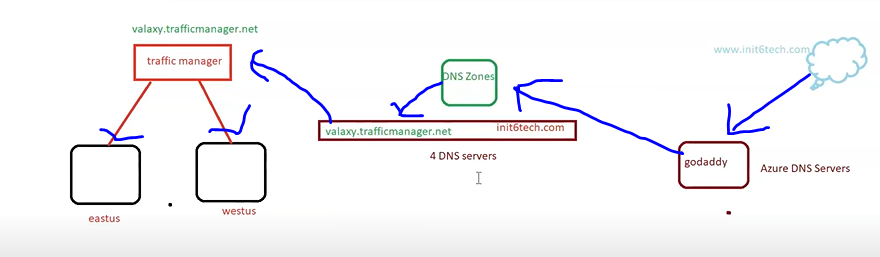 valaxy.trafficmanager.net
traffic manager
eastus
westus
DNS Zones
valaxy.trafficmanager.net
init6tech.com
4 DNS servers
www.init6tech.com
godaddy
Azure DNS Servers